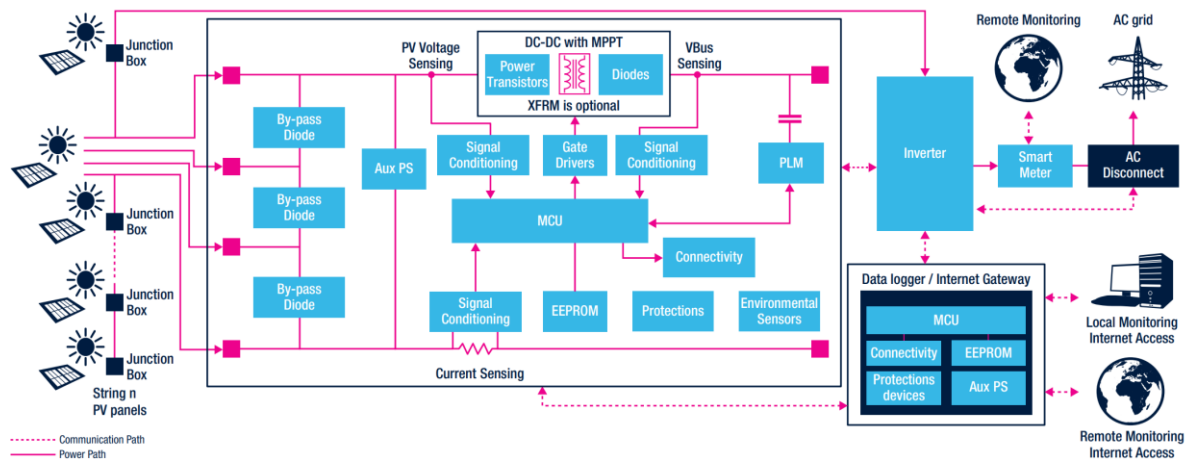 Junction
Box
PV Voltage
Sensing
DC-DC with MPPT
Power
Transistors
Diodes
XFRM is optional
VBus
Sensing
Remote Monitoring
AC grid
By-pass
Diode
By-pass
Diode
By-pass
Diode
Aux PS
Signal
Conditioning
Gate
Drivers
Signal
Conditioning
PLM
MCU
Connectivity
Signal
Conditioning
EEPROM
Protections
Environmental
Sensors
Current Sensing
Inverter
Smart
Meter
AC
Disconnect
Junction
Box
Junction
Box
Junction
Box
String n
PV panels
Data logger / Internet Gateway
MCU
Connectivity
EEPROM
Protections
devices
Aux PS
Local Monitoring
Internet Access
Remote Monitoring
Internet Access
Communication Path
Power Path